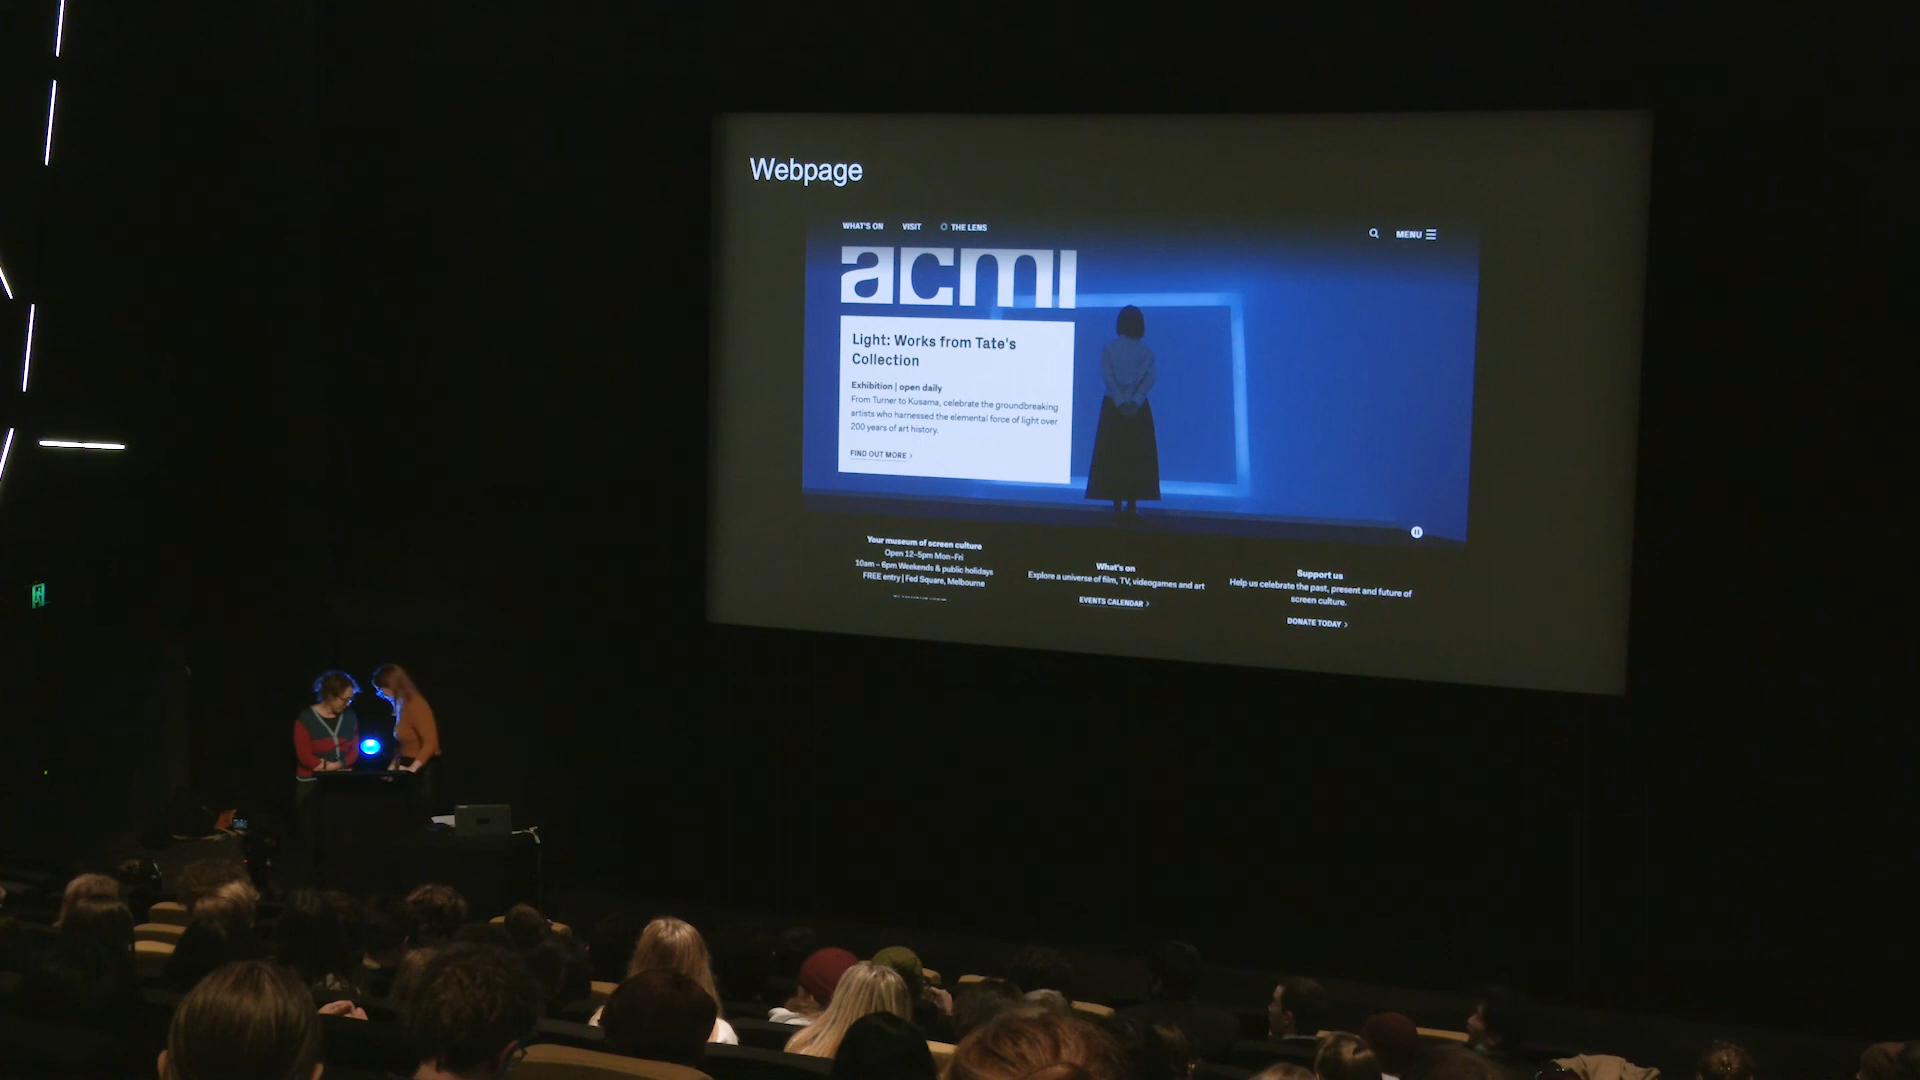 Webpage
WHAT'S ON
VISIT
THE LENS
MENU
acmi
Light: Works from Tate's
Collection
Exhibition | open daily
From Turner to Kusama, celebrate the groundbreaking
artists who harnessed the elemental force of light over
200 years of art history.
FIND OUT MORE
Your museum of screen culture
Open 12-5pm Mon-Fri
10am – 6pm Weekends & public holidays
FREE entry | Fed Square, Melbourne
What's on
Explore a universe of film, TV, videogames and art
EVENTS CALENDAR
Support us
Help us celebrate the past, present and future of
screen culture.
DONATE TODAY